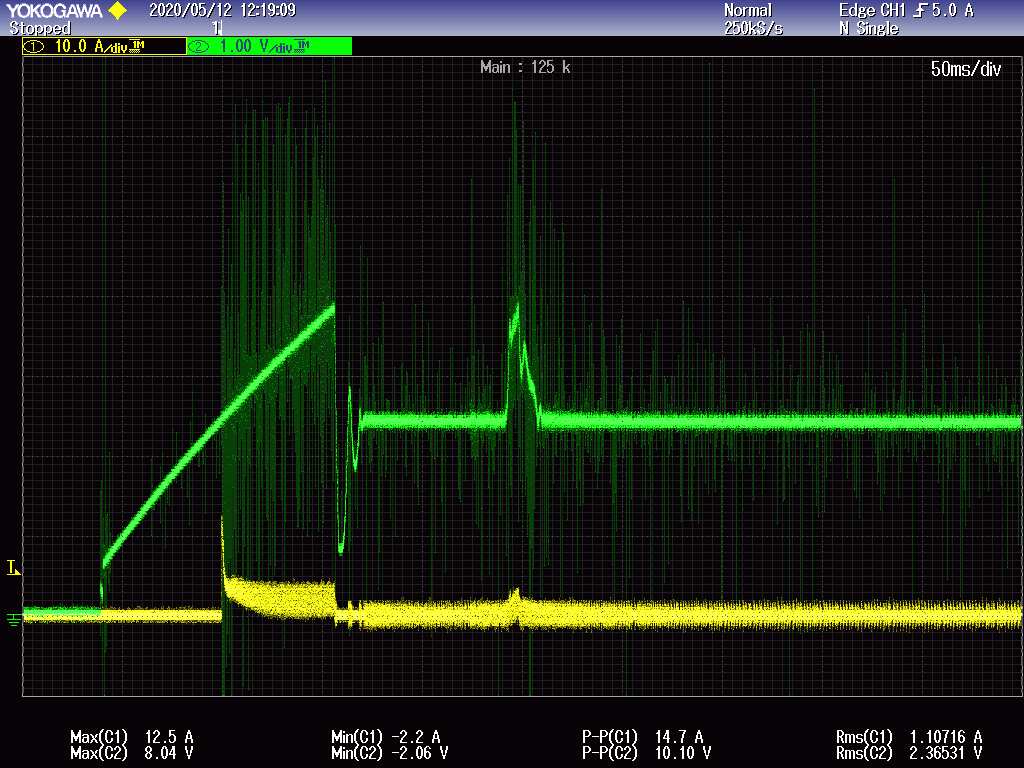 YOKOGAWA 2020/05/12 12:19:09 Normal Edge CH1 5.0 A
Stopped 250kS/s N Single
1 10.0 A/div 1M 2 1.00 V/div 1M
Main : 125 k 50ms/div
T
Max(C1) 12.5 A Min(C1) -2.2 A P-P(C1) 14.7 A Rms(C1) 1.10716 A
Max(C2) 8.04 V Min(C2) -2.06 V P-P(C2) 10.10 V Rms(C2) 2.36531 V